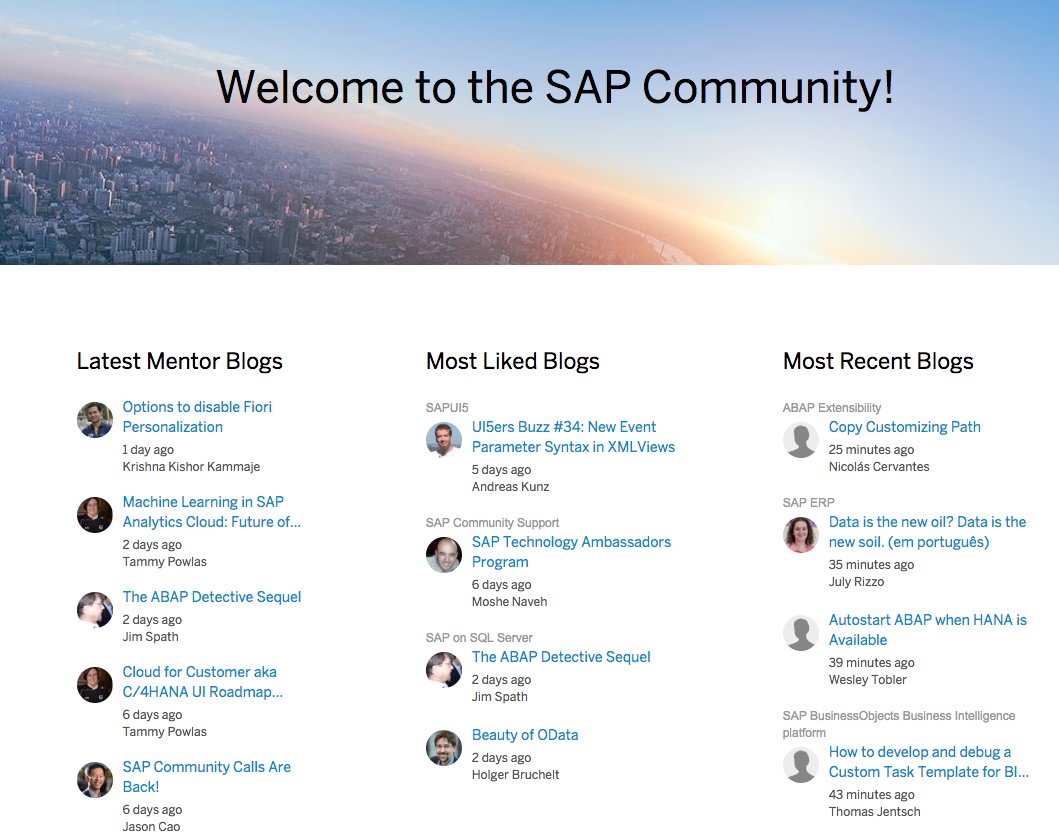 Welcome to the SAP Community!
Latest Mentor Blogs
Options to disable Fiori
Personalization
1 day ago
Krishna Kishor Kammaje
Machine Learning in SAP
Analytics Cloud: Future of...
2 days ago
Tammy Powlas
The ABAP Detective Sequel
2 days ago
Jim Spath
Cloud for Customer aka
C/4HANA UI Roadmap...
6 days ago
Tammy Powlas
SAP Community Calls Are
Back!
6 days ago
Jason Cao
Most Liked Blogs
SAPUI5
UI5ers Buzz #34: New Event
Parameter Syntax in XMLViews
5 days ago
Andreas Kunz
SAP Community Support
SAP Technology Ambassadors
Program
6 days ago
Moshe Naveh
SAP on SQL Server
The ABAP Detective Sequel
2 days ago
Jim Spath
Beauty of OData
2 days ago
Holger Bruchelt
Most Recent Blogs
ABAP Extensibility
Copy Customizing Path
25 minutes ago
Nicolás Cervantes
SAP ERP
Data is the new oil? Data is the
new soil. (em português)
35 minutes ago
July Rizzo
Autostart ABAP when HANA is
Available
39 minutes ago
Wesley Tobler
SAP BusinessObjects Business Intelligence
platform
How to develop and debug a
Custom Task Template for BI...
43 minutes ago
Thomas Jentsch